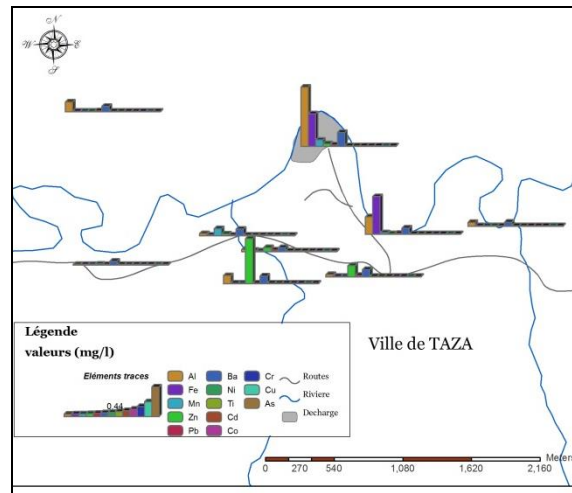 N
W E
S
Ville de TAZA
Légende
valeurs (mg/l)
Eléments traces
0.44
Al Ba Cr
Fe Ni Cu
Mn Ti As
Zn Cd
Pb Co
Routes
Riviere
Decharge
Meters
0 270 540 1,080 1,620 2,160